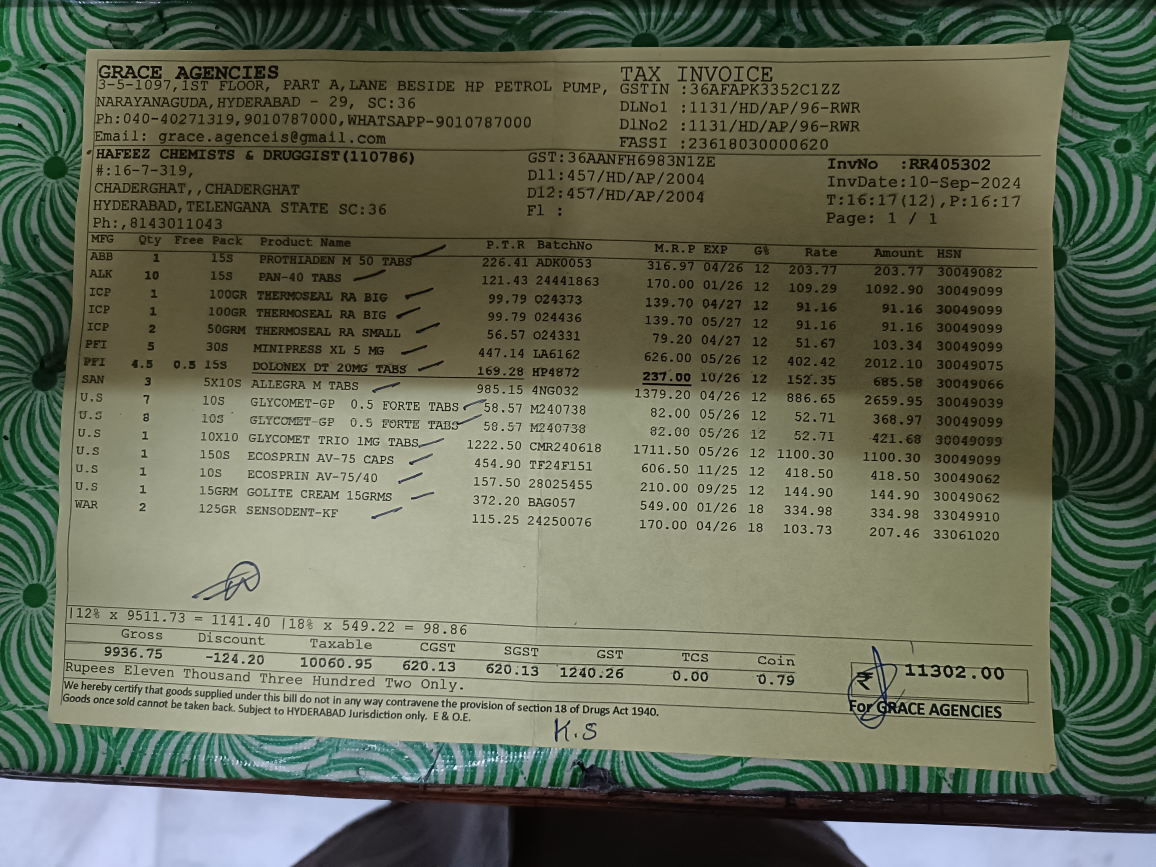 GRACE AGENCIES
3-5-1097,1ST FLOOR, PART A,LANE BESIDE HP PETROL PUMP,
NARAYANAGUDA,HYDERABAD - 29, SC:36
Ph:040-40271319,9010787000,WHATSAPP-9010787000
Email: grace.agenceis@gmail.com
TAX INVOICE
GSTIN :36AFAPK3352C1ZZ
DLNo1 :1131/HD/AP/96-RWR
DlNo2 :1131/HD/AP/96-RWR
FASSI :23618030000620
HAFEEZ CHEMISTS & DRUGGIST(110786)
#:16-7-319,
CHADERGHAT,,CHADERGHAT
HYDERABAD,TELENGANA STATE SC:36
Ph:,8143011043
GST:36AANFH6983N1ZE
Dl1:457/HD/AP/2004
Dl2:457/HD/AP/2004
Fl :
InvNo :RR405302
InvDate:10-Sep-2024
T:16:17(12),P:16:17
Page: 1 / 1
MFG Qty Free Pack Product Name P.T.R BatchNo M.R.P EXP G% Rate Amount HSN
ABB 1 15S PROTHIADEN M 50 TABS 226.41 ADK0053 316.97 04/26 12 203.77 203.77 30049082
ALK 10 15S PAN-40 TABS 121.43 24441863 170.00 01/26 12 109.29 1092.90 30049099
ICP 1 100GR THERMOSEAL RA BIG 99.79 O24373 139.70 04/27 12 91.16 91.16 30049099
ICP 1 100GR THERMOSEAL RA BIG 99.79 O24436 139.70 05/27 12 91.16 91.16 30049099
ICP 2 50GRM THERMOSEAL RA SMALL 56.57 O24331 79.20 04/27 12 51.67 103.34 30049099
PFI 5 30S MINIPRESS XL 5 MG 447.14 LA6162 626.00 05/26 12 402.42 2012.10 30049075
PFI 4.5 0.5 15S DOLONEX DT 20MG TABS 169.28 HP4872 237.00 10/26 12 152.35 685.58 30049066
SAN 3 5X10S ALLEGRA M TABS 985.15 4NG032 1379.20 04/26 12 886.65 2659.95 30049039
U.S 7 10S GLYCOMET-GP 0.5 FORTE TABS 58.57 M240738 82.00 05/26 12 52.71 368.97 30049099
U.S 8 10S GLYCOMET-GP 0.5 FORTE TABS 58.57 M240738 82.00 05/26 12 52.71 421.68 30049099
U.S 1 10X10 GLYCOMET TRIO 1MG TABS 1222.50 CMR240618 1711.50 05/26 12 1100.30 1100.30 30049099
U.S 1 150S ECOSPRIN AV-75 CAPS 454.90 TF24F151 606.50 11/25 12 418.50 418.50 30049062
U.S 1 10S ECOSPRIN AV-75/40 157.50 28025455 210.00 09/25 12 144.90 144.90 30049062
U.S 1 15GRM GOLITE CREAM 15GRMS 372.20 BAG057 549.00 01/26 18 334.98 334.98 33049910
WAR 2 125GR SENSODENT-KF 115.25 24250076 170.00 04/26 18 103.73 207.46 33061020
|12% x 9511.73 = 1141.40 |18% x 549.22 = 98.86
Gross Discount Taxable CGST SGST GST TCS Coin
9936.75 -124.20 10060.95 620.13 620.13 1240.26 0.00 0.79
₹ 11302.00
Rupees Eleven Thousand Three Hundred Two Only.
We hereby certify that goods supplied under this bill do not in any way contravene the provision of section 18 of Drugs Act 1940.
Goods once sold cannot be taken back. Subject to HYDERABAD Jurisdiction only. E & O.E.
For GRACE AGENCIES
K.S